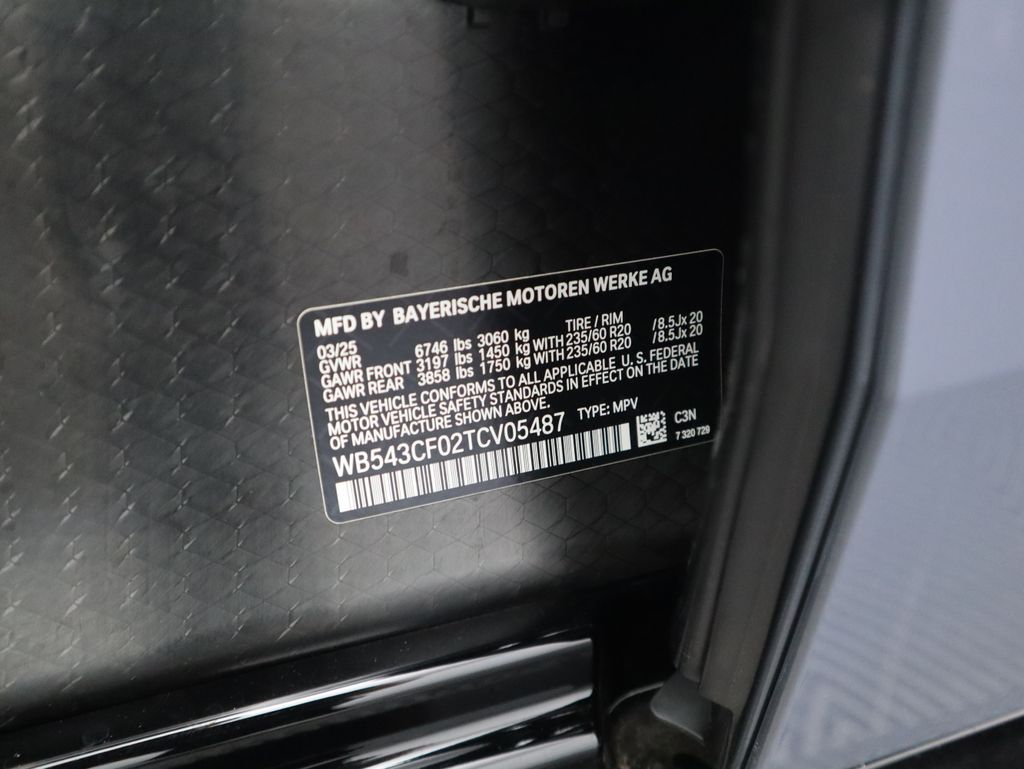 MFD BY BAYERISCHE MOTOREN WERKE AG
03/25 TIRE / RIM
GVWR 6746 lbs 3060 kg
GAWR FRONT 3197 lbs 1450 kg WITH 235/60 R20 /8.5Jx 20
GAWR REAR 3858 lbs 1750 kg WITH 235/60 R20 /8.5Jx 20
THIS VEHICLE CONFORMS TO ALL APPLICABLE U. S. FEDERAL
MOTOR VEHICLE SAFETY STANDARDS IN EFFECT ON THE DATE
OF MANUFACTURE SHOWN ABOVE.
WB543CF02TCV05487 TYPE: MPV
C3N
7 320 729